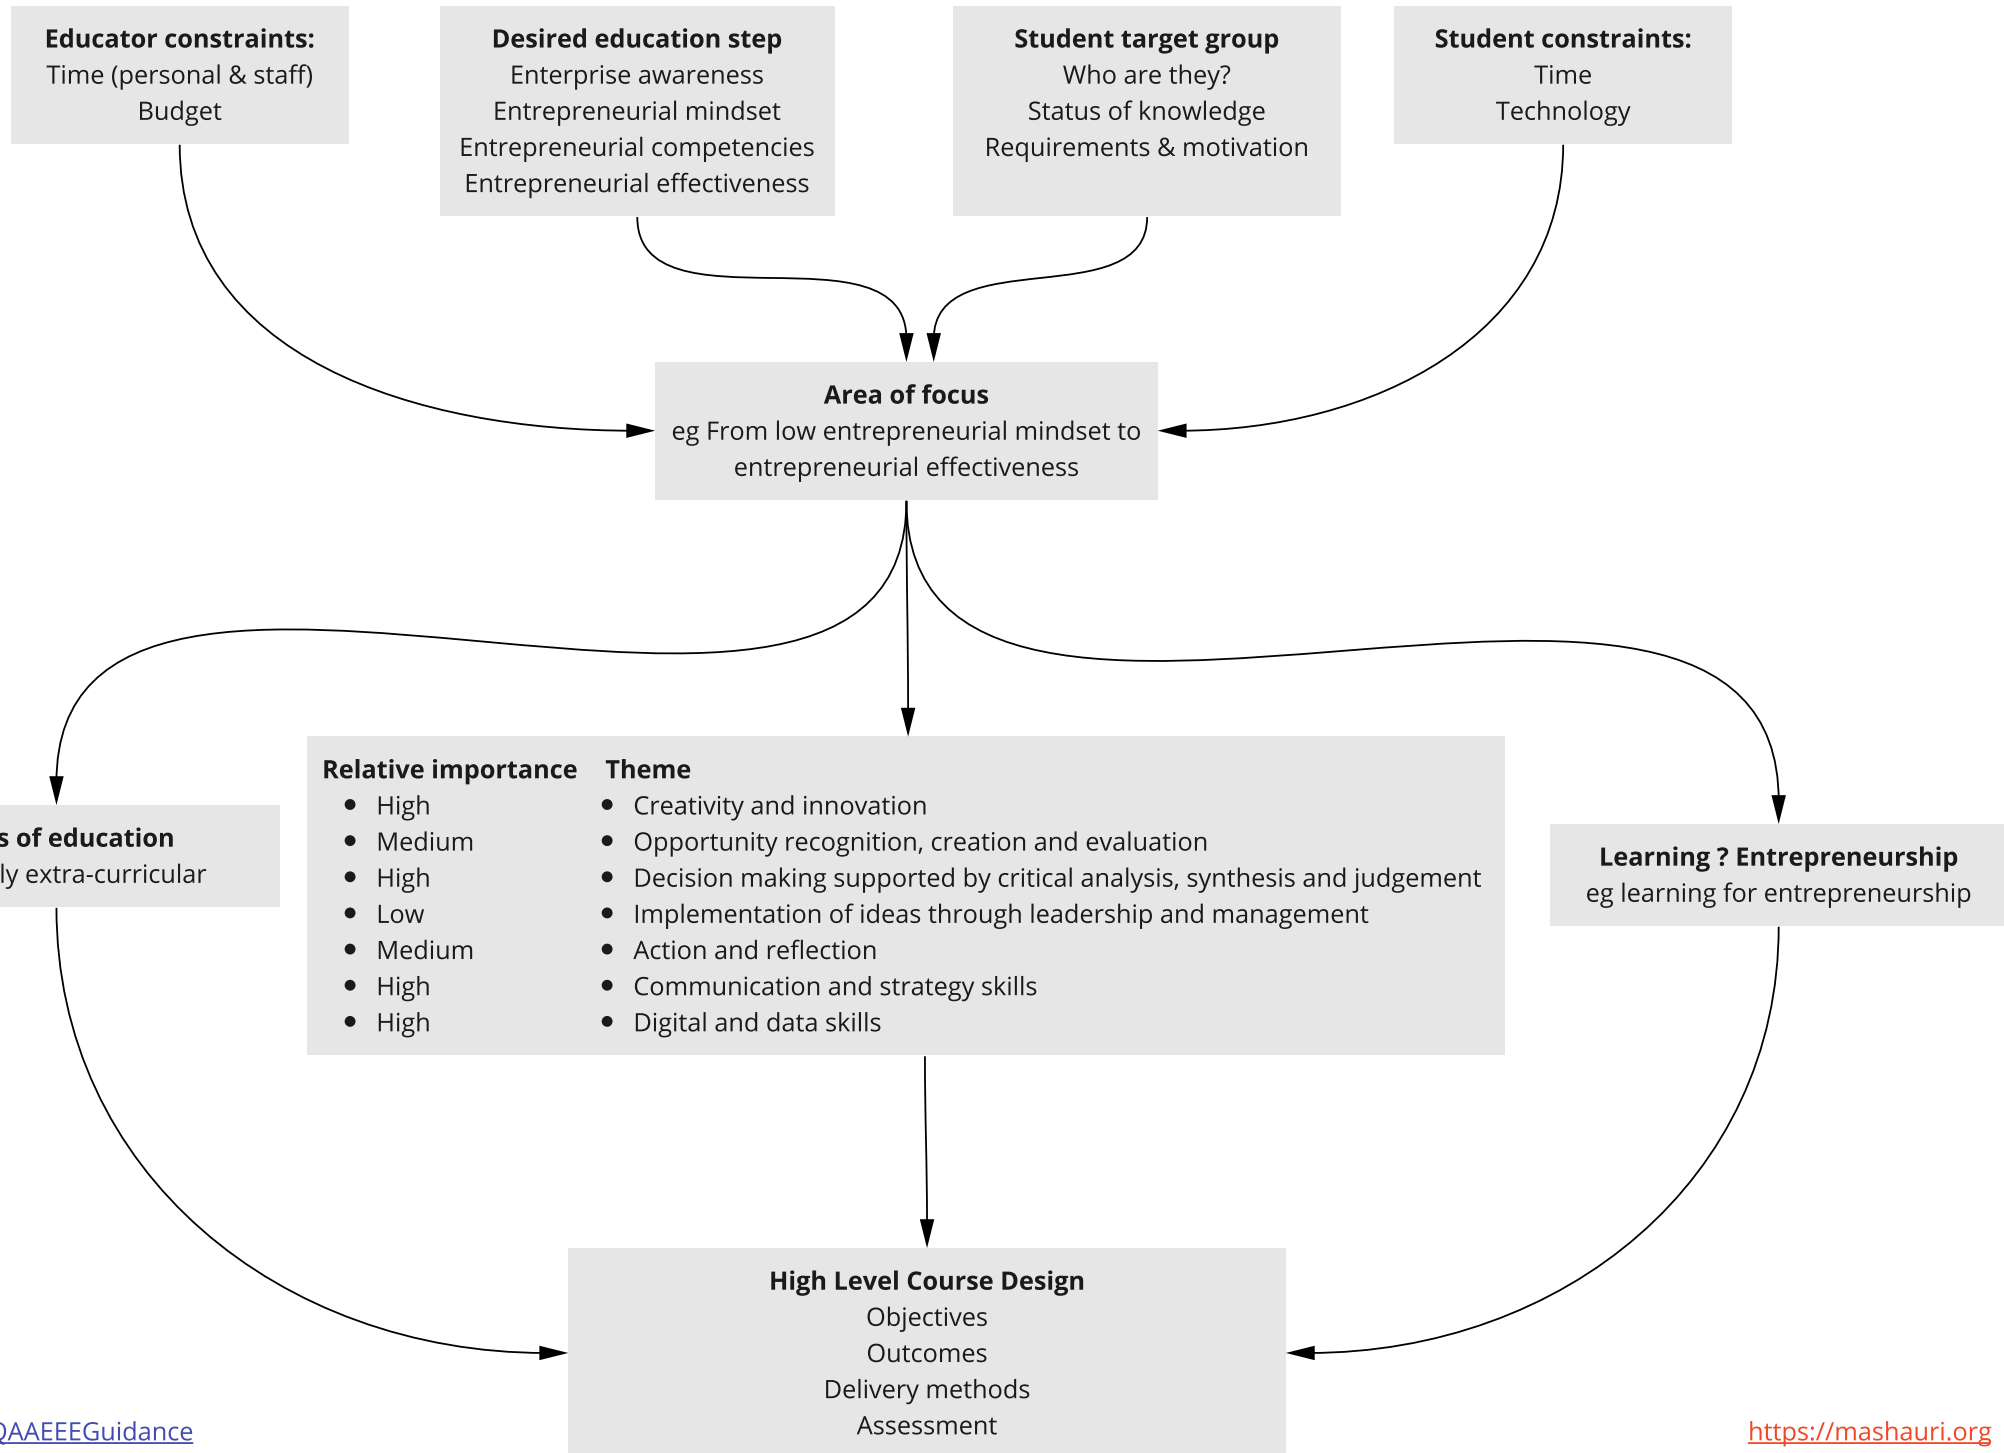 Educator constraints:
Time (personal & staff)
Budget
Desired education step
Enterprise awareness
Entrepreneurial mindset
Entrepreneurial competencies
Entrepreneurial effectiveness
Student target group
Who are they?
Status of knowledge
Requirements & motivation
Student constraints:
Time
Technology
Area of focus
eg From low entrepreneurial mindset to
entrepreneurial effectiveness
s of education
ly extra-curricular
Relative importance Theme
• High • Creativity and innovation
• Medium • Opportunity recognition, creation and evaluation
• High • Decision making supported by critical analysis, synthesis and judgement
• Low • Implementation of ideas through leadership and management
• Medium • Action and reflection
• High • Communication and strategy skills
• High • Digital and data skills
Learning ? Entrepreneurship
eg learning for entrepreneurship
High Level Course Design
Objectives
Outcomes
Delivery methods
Assessment
QAAEEEGuidance
https://mashauri.org